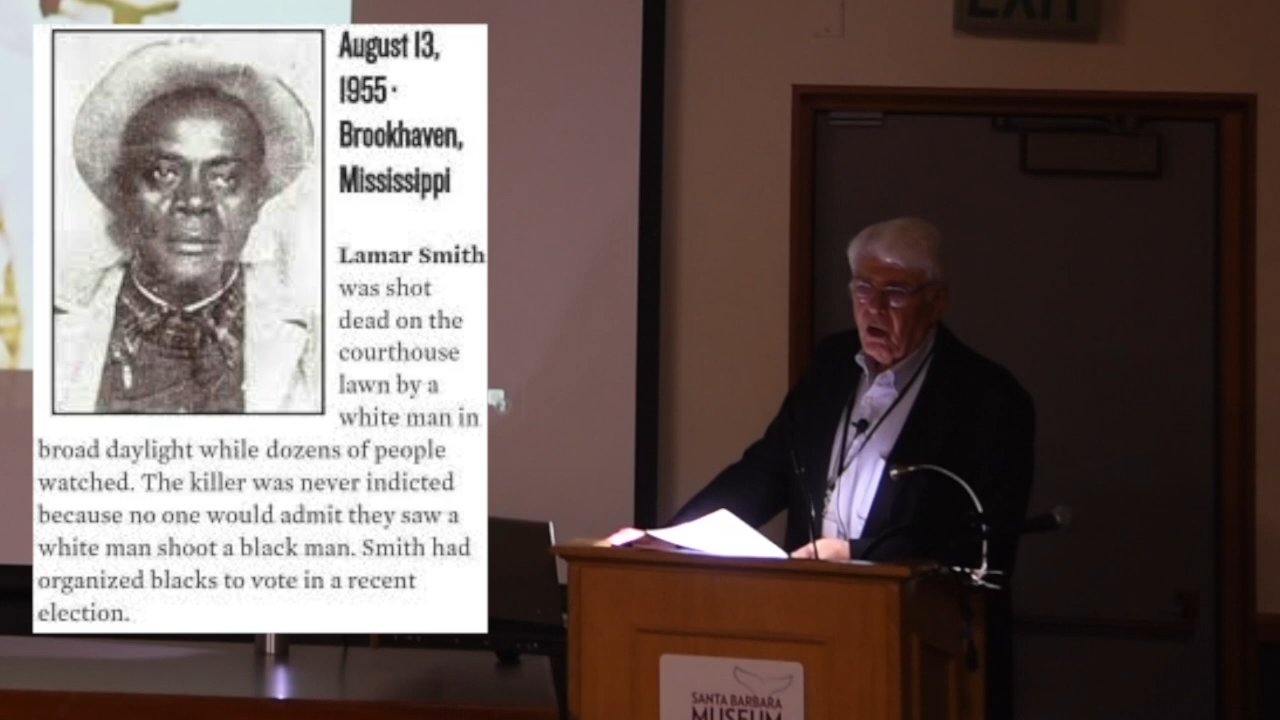 EXIT
August 13,
1955 ·
Brookhaven,
Mississippi
Lamar Smith
was shot
dead on the
courthouse
lawn by a
white man in
broad daylight while dozens of people
watched. The killer was never indicted
because no one would admit they saw a
white man shoot a black man. Smith had
organized blacks to vote in a recent
election.
SANTA BARBARA
MUSEUM